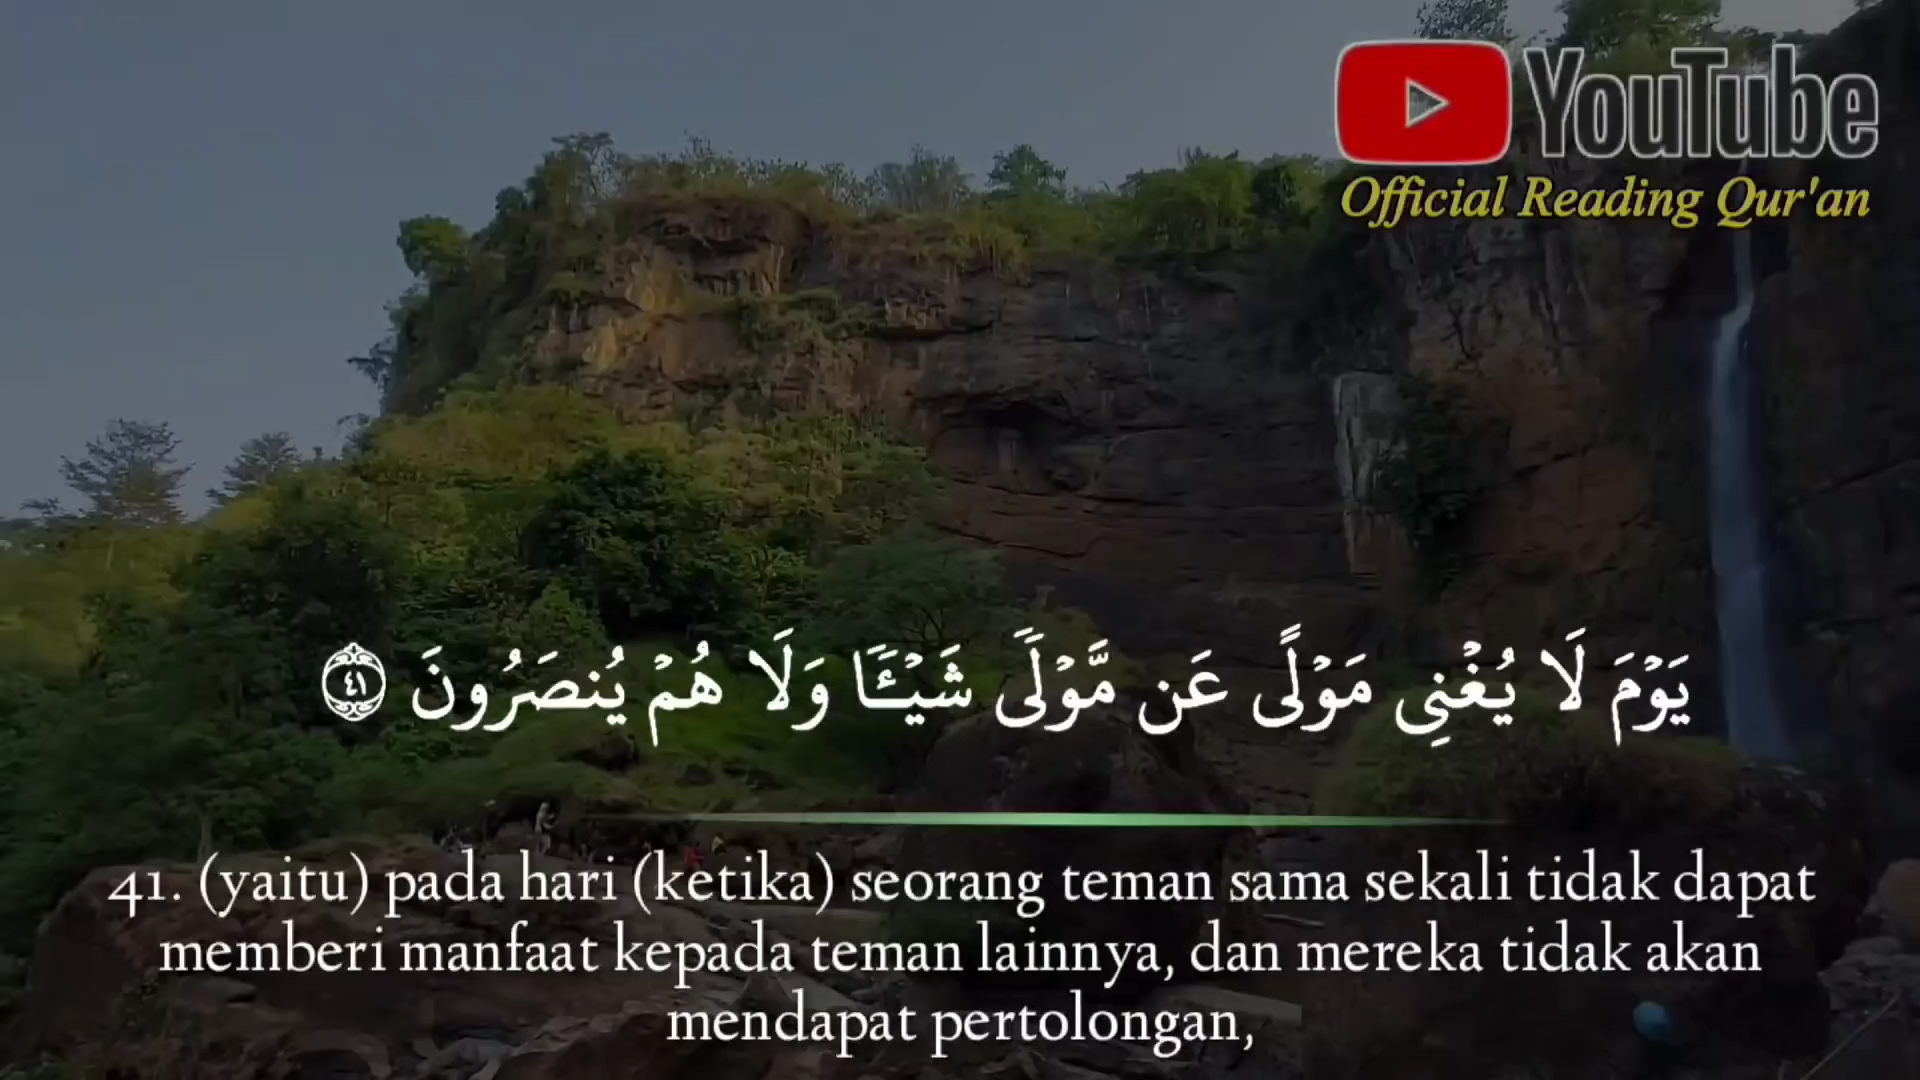 YouTube
Official Reading Qur'an
يَوْمَ لَا يُغْنِى مَوْلًى عَن مَّوْلًى شَيْـًٔا وَلَا هُمْ يُنصَرُونَ ٤١
41. (yaitu) pada hari (ketika) seorang teman sama sekali tidak dapat
memberi manfaat kepada teman lainnya, dan mereka tidak akan
mendapat pertolongan,